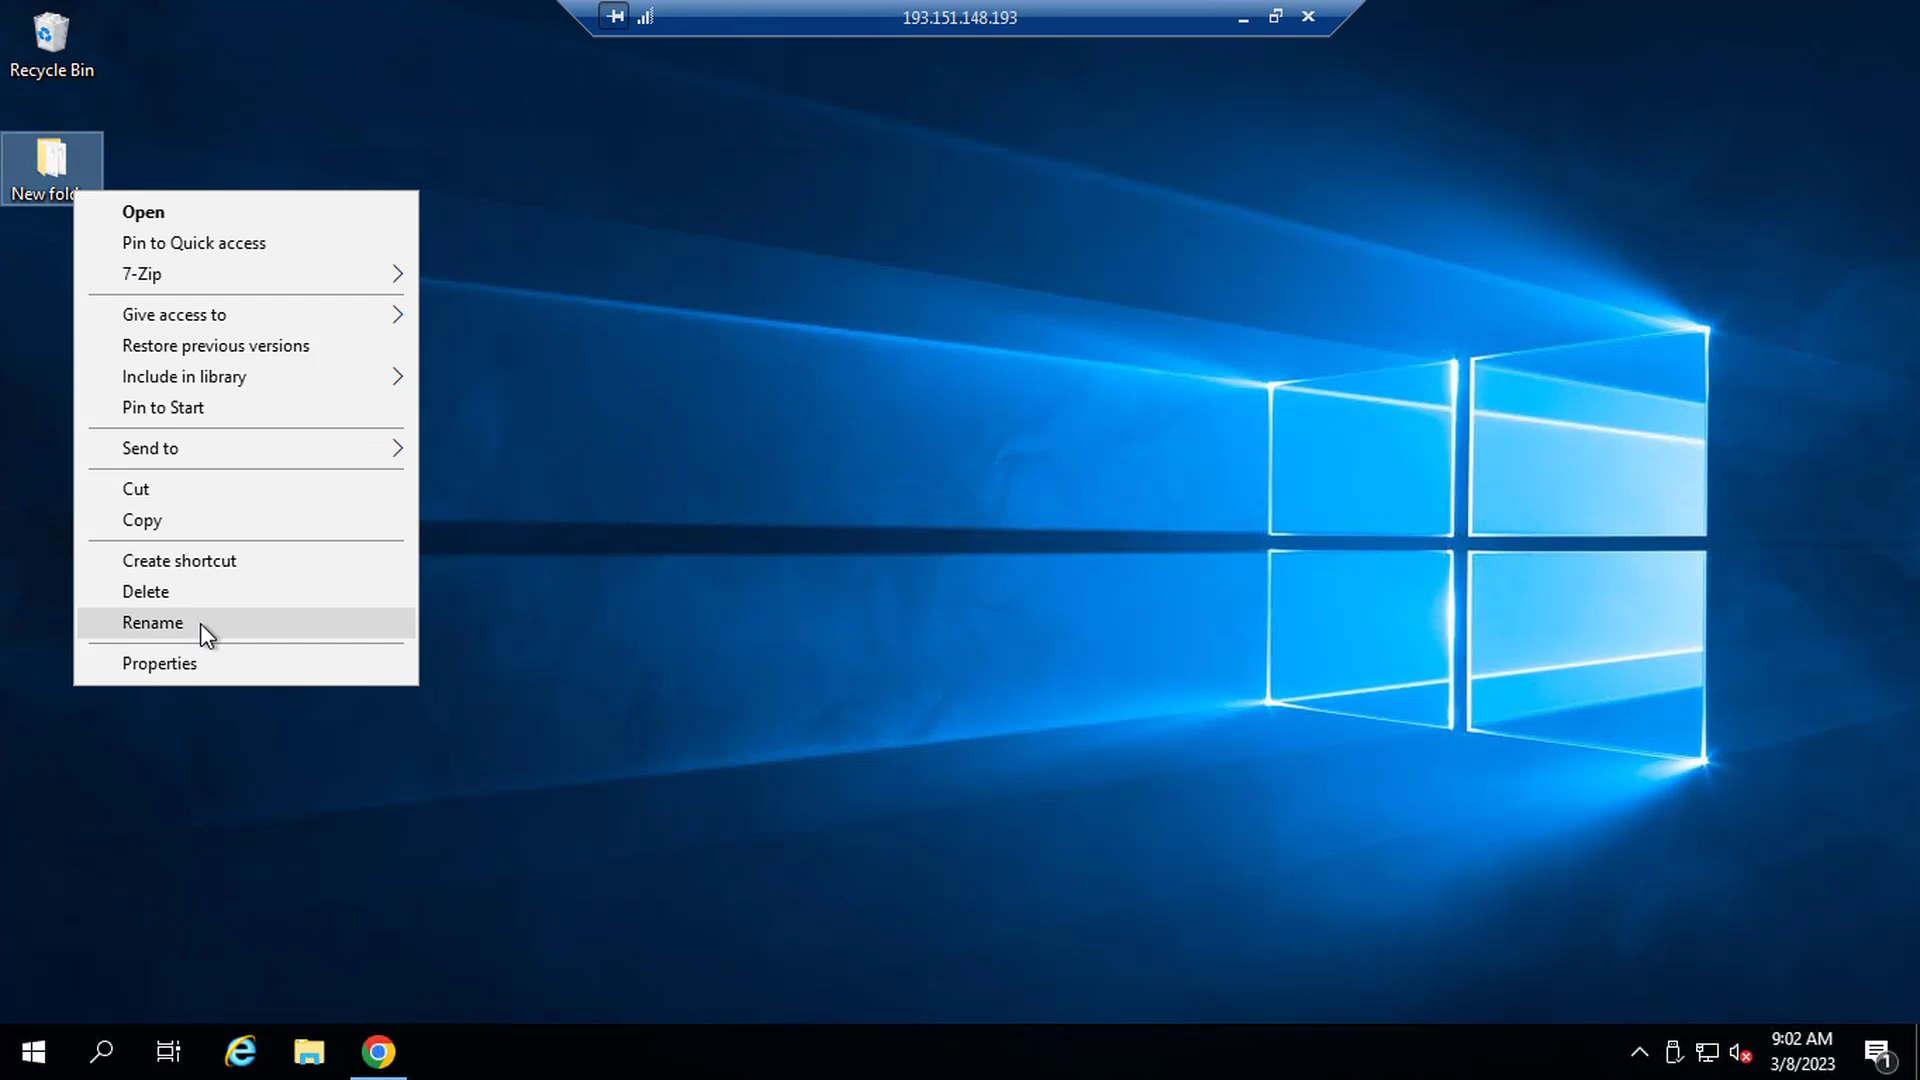 193.151.148.193
Recycle Bin
New fold
Open
Pin to Quick access
7-Zip
Give access to
Restore previous versions
Include in library
Pin to Start
Send to
Cut
Copy
Create shortcut
Delete
Rename
Properties
9:02 AM
3/8/2023
1